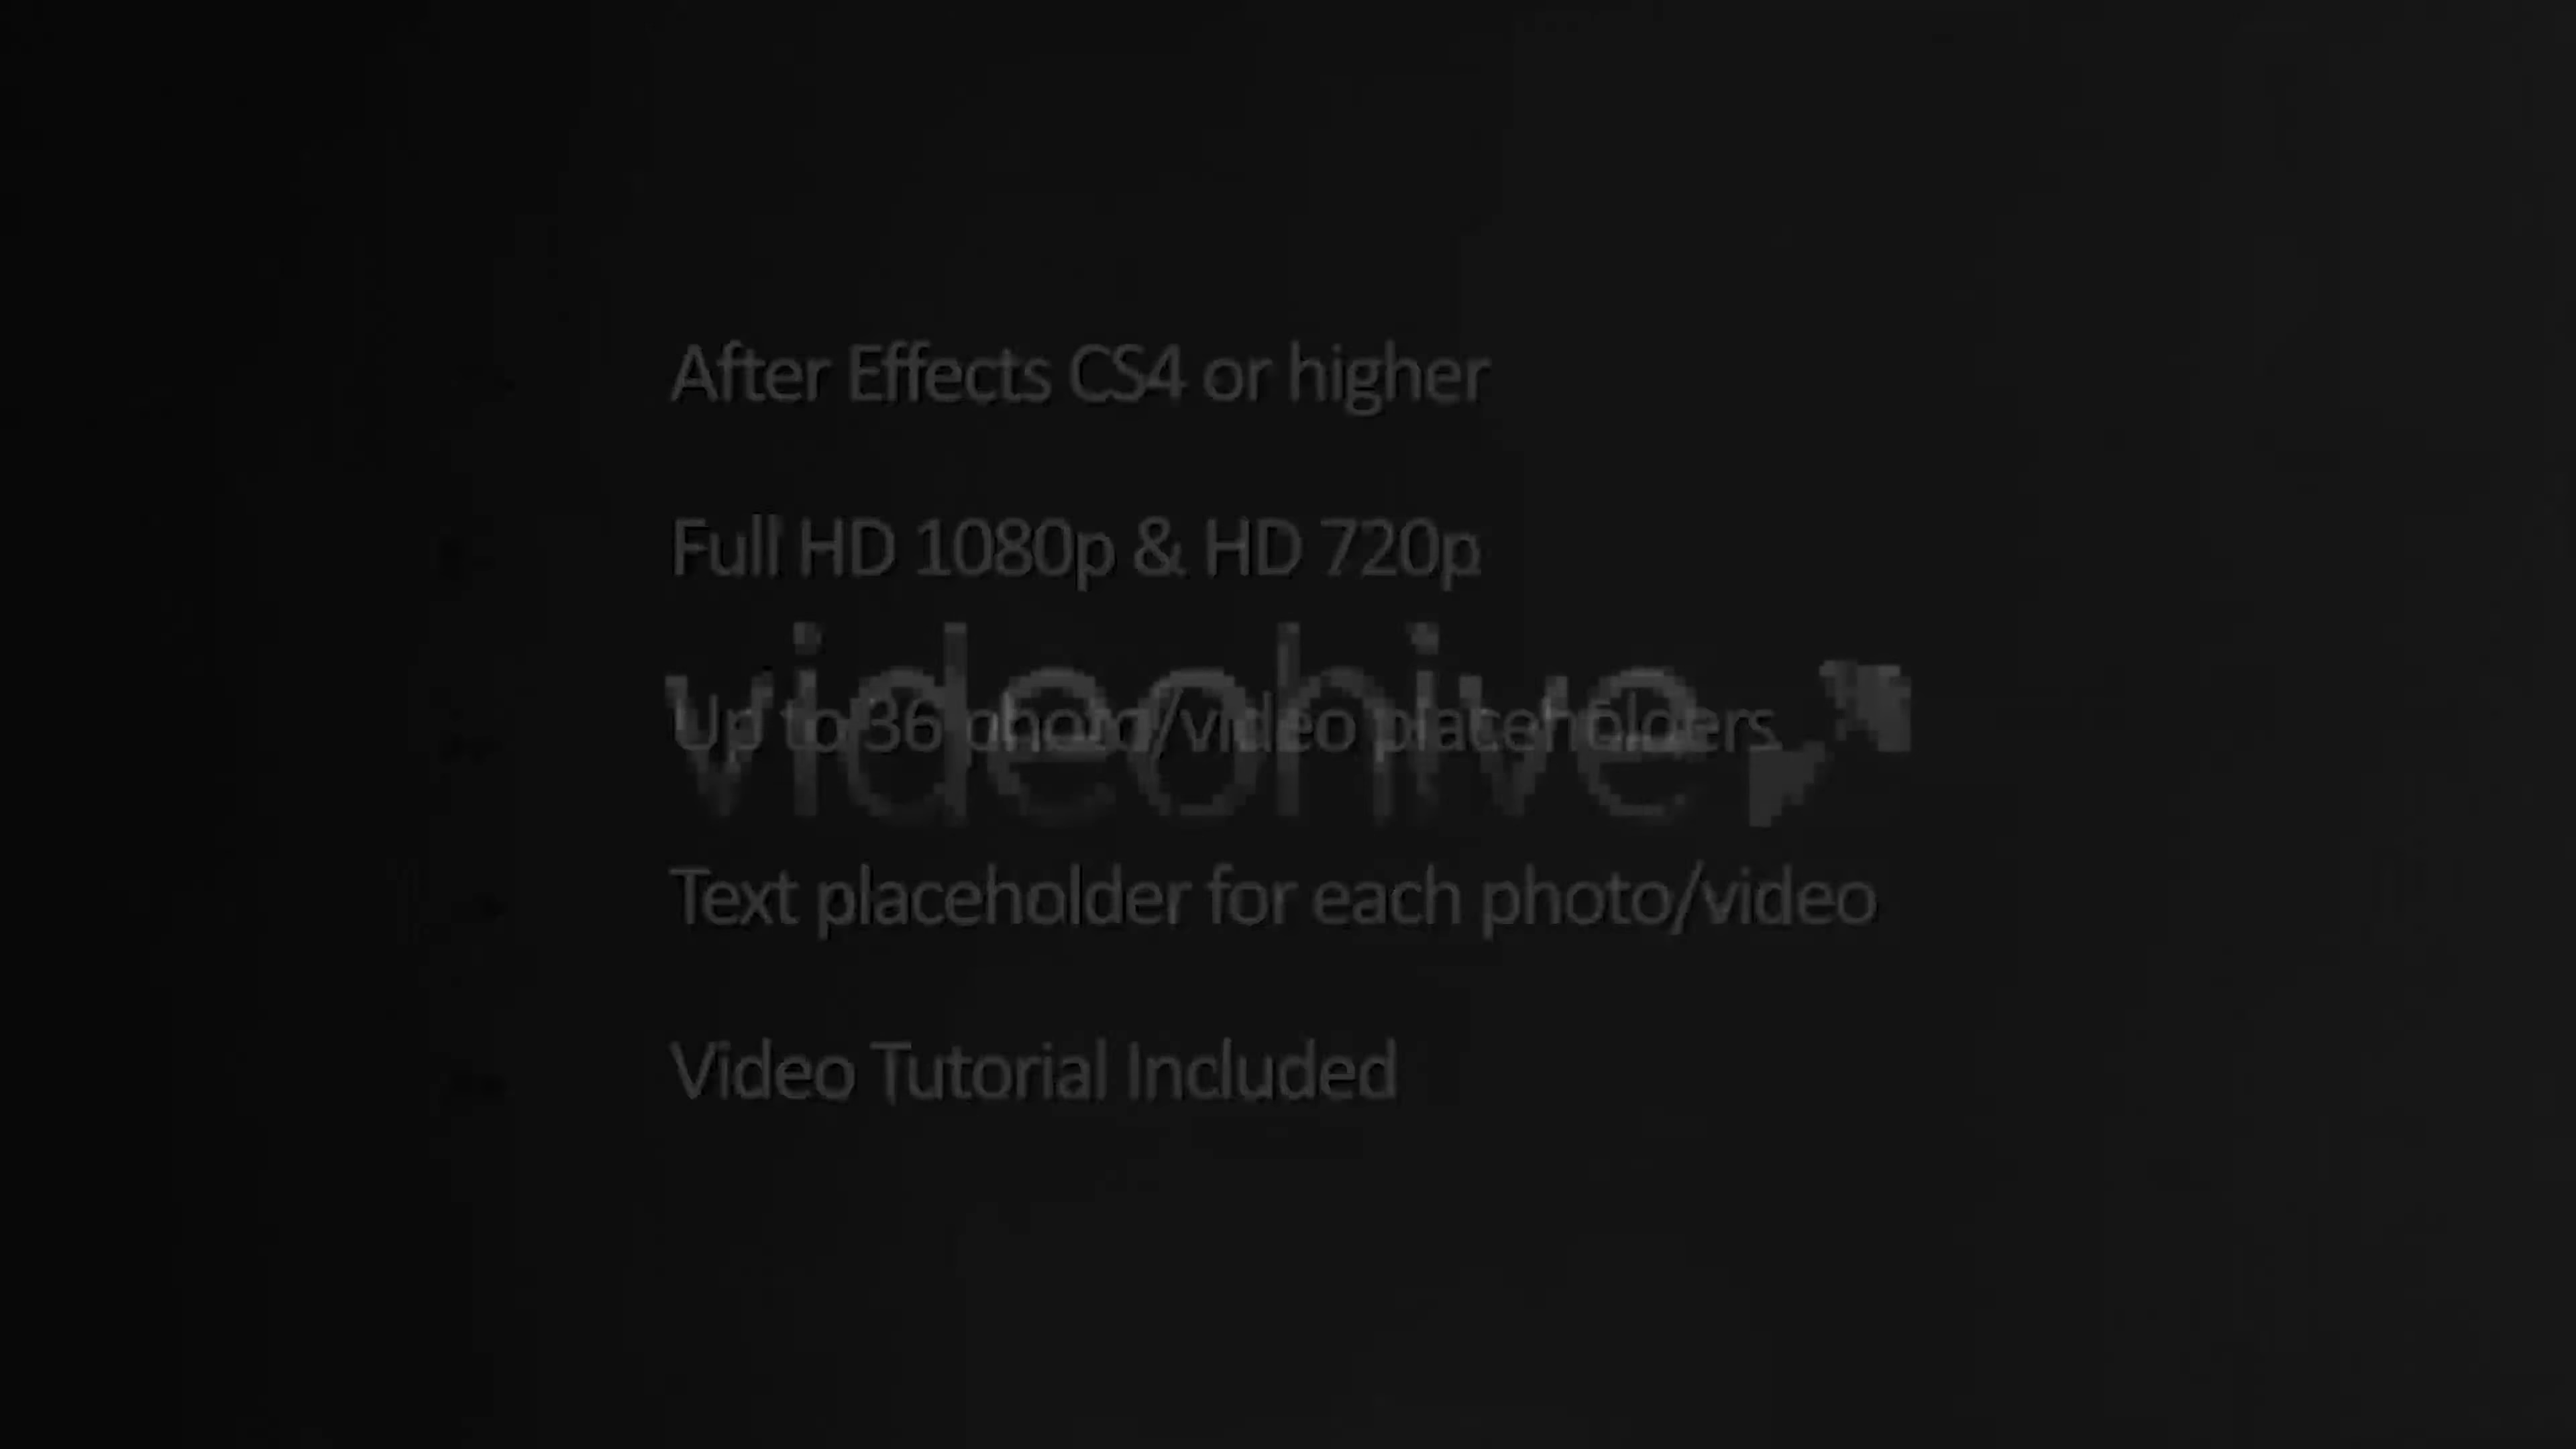 After Effects CS4 or higher
Full HD 1080p & HD 720p
videohive
Up to 36 photo/video placeholders
Text placeholder for each photo/video
Video Tutorial Included